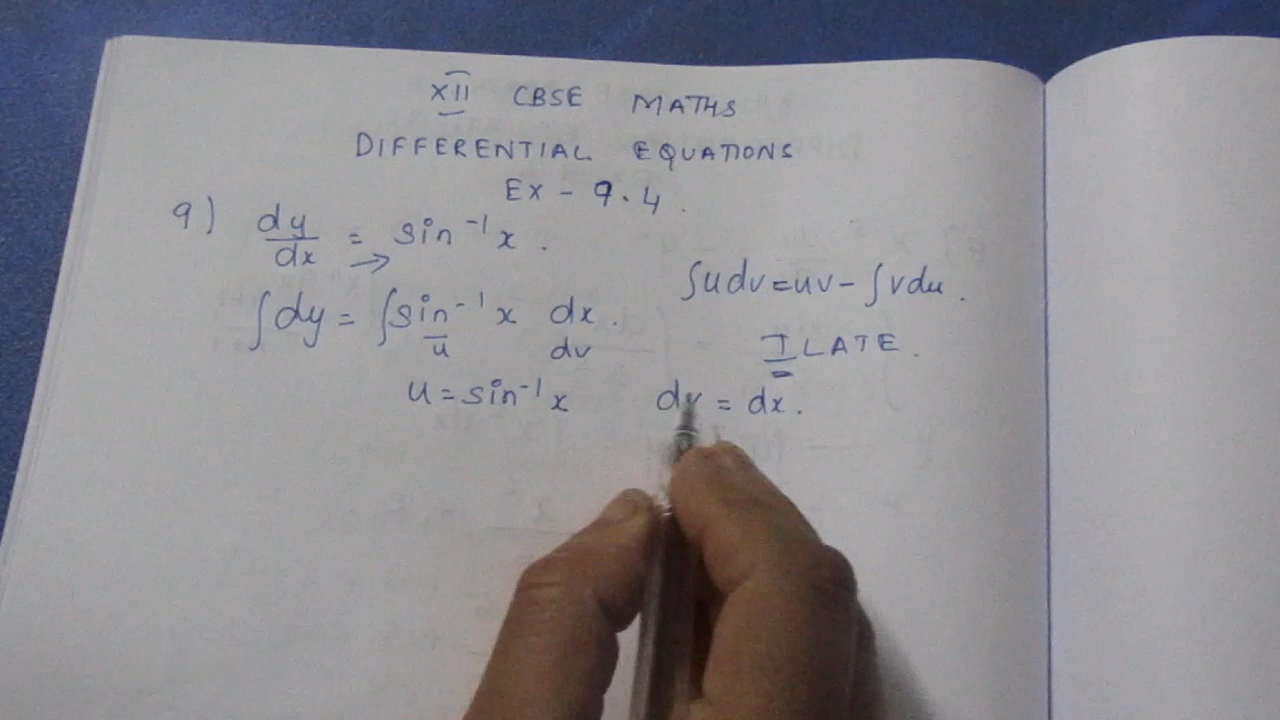 XII CBSE MATHS
DIFFERENTIAL EQUATIONS
Ex - 9.4.
9) dy/dx = sin⁻¹x.
∫udv = uv - ∫vdu.
∫dy = ∫sin⁻¹x dx.
u dv
ILATE.
u = sin⁻¹x dv = dx.